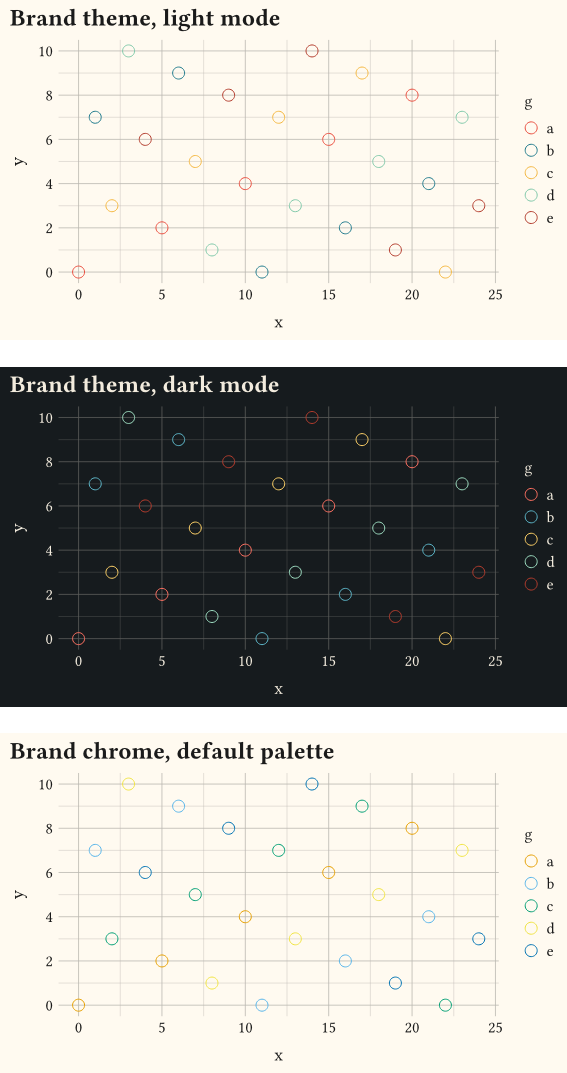 Brand theme, light mode
10
8
6
4
2
0
y
0 5 10 15 20 25
x
g
a
b
c
d
e
Brand theme, dark mode
10
8
6
4
2
0
y
0 5 10 15 20 25
x
g
a
b
c
d
e
Brand chrome, default palette
10
8
6
4
2
0
y
0 5 10 15 20 25
x
g
a
b
c
d
e